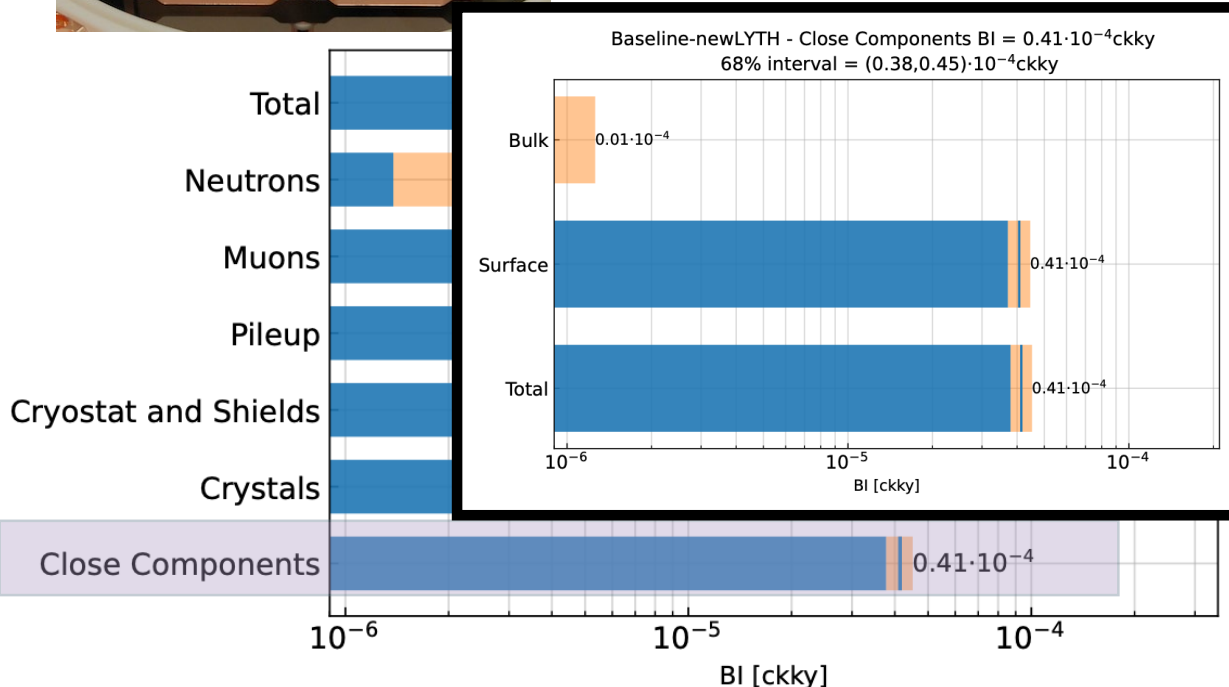 Baseline-newLYTH - Close Components BI = 0.41·10⁻⁴ckky
68% interval = (0.38,0.45)·10⁻⁴ckky
Bulk
0.01·10⁻⁴
Surface
0.41·10⁻⁴
Total
0.41·10⁻⁴
10⁻⁶ 10⁻⁵ 10⁻⁴
BI [ckky]
Total
Neutrons
Muons
Pileup
Cryostat and Shields
Crystals
Close Components
0.41·10⁻⁴
10⁻⁶ 10⁻⁵ 10⁻⁴
BI [ckky]